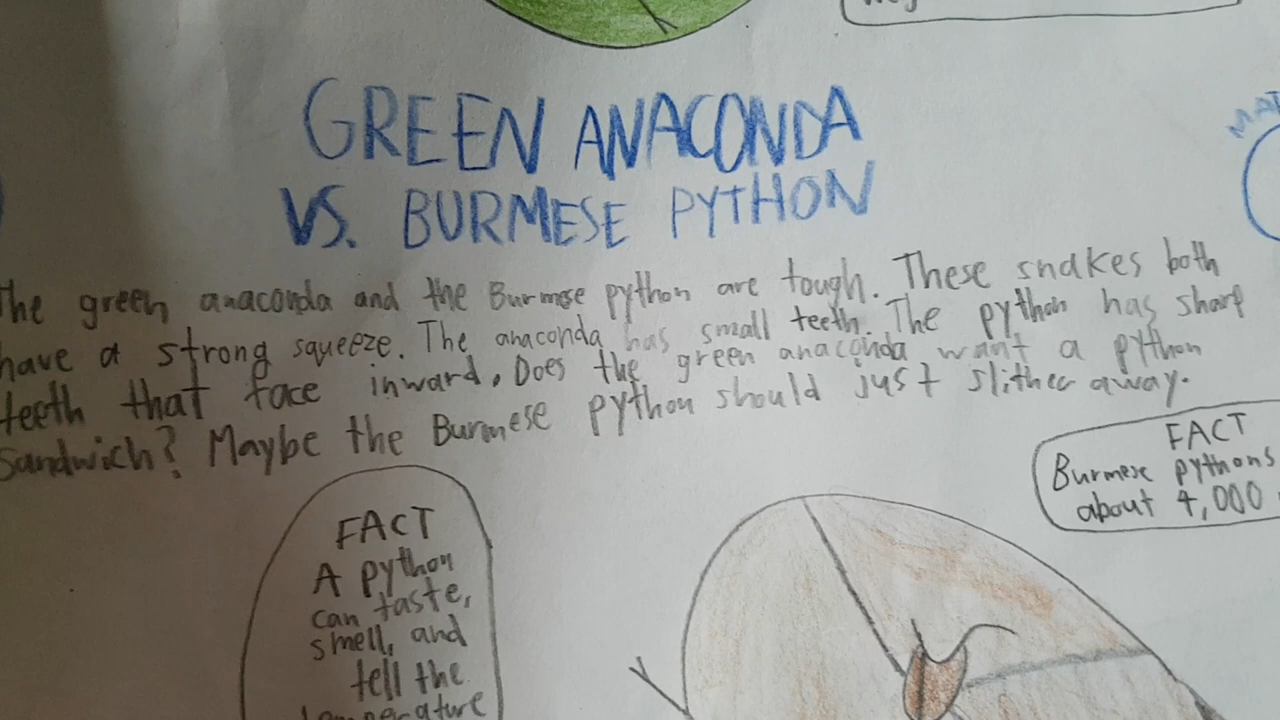 GREEN ANACONDA
VS. BURMESE PYTHON
The green anaconda and the Burmese python are tough. These snakes both
have a strong squeeze. The anaconda has small teeth. The python has sharp
teeth that face inward. Does the green anaconda want a python
sandwich? Maybe the Burmese python should just slither away.
FACT
Burmese pythons
about 4,000
FACT
A python
can taste,
smell, and
tell the
temperature